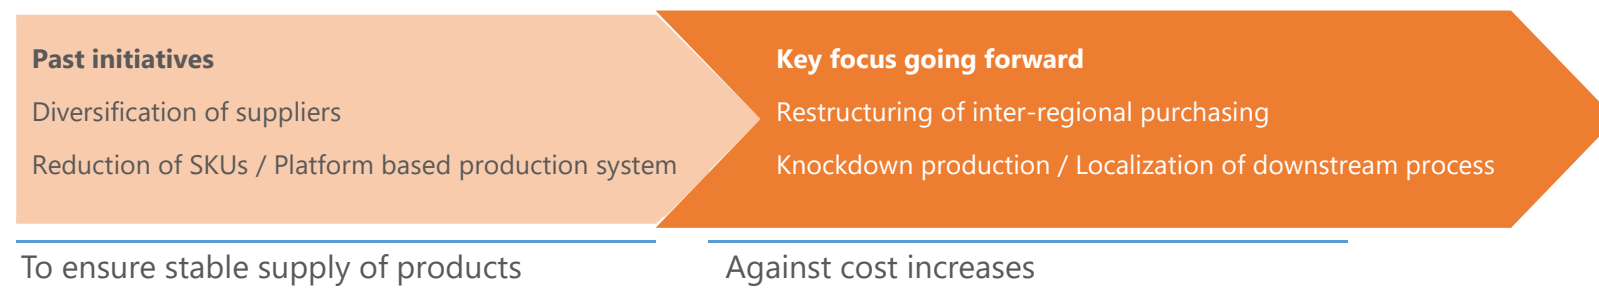 Past initiatives
Diversification of suppliers
Reduction of SKUs / Platform based production system
To ensure stable supply of products
Key focus going forward
Restructuring of inter-regional purchasing
Knockdown production / Localization of downstream process
Against cost increases